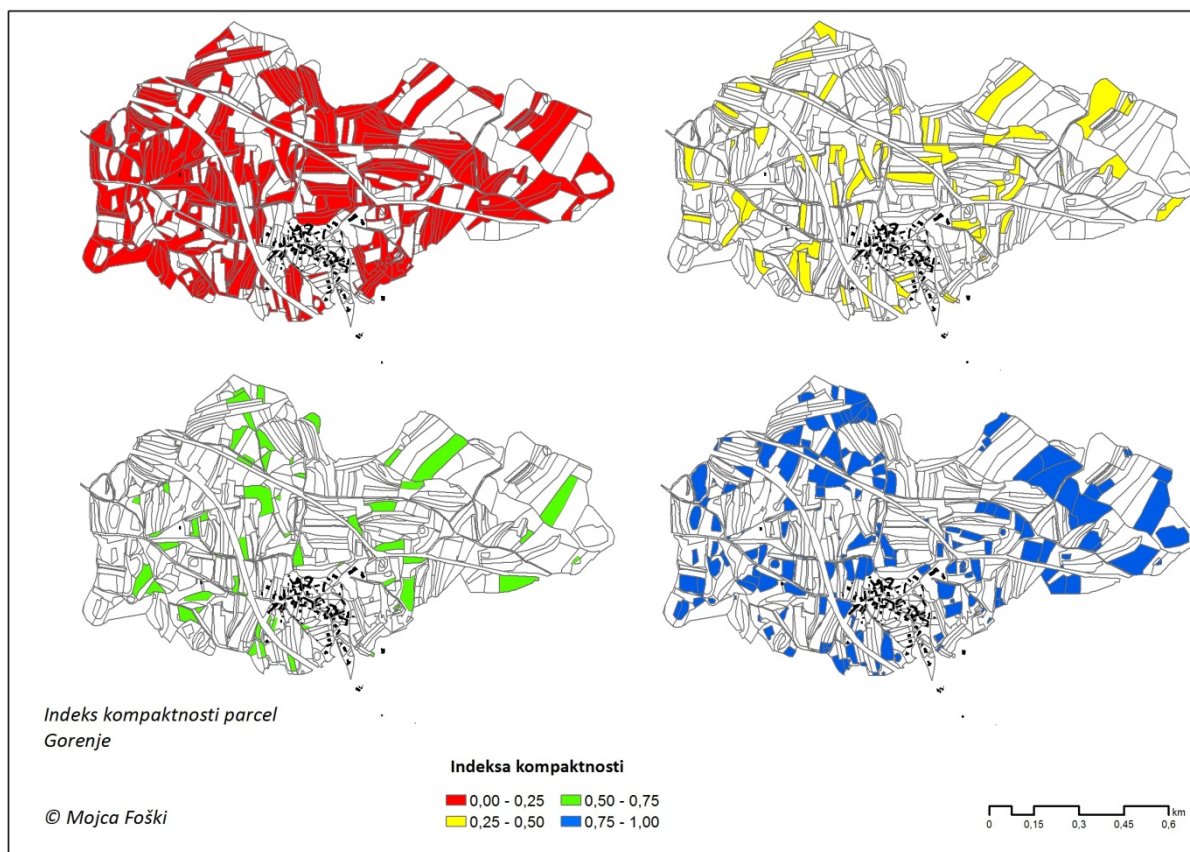 Indeks kompaktnosti parcel
Gorenje
© Mojca Foški
Indeksa kompaktnosti
0,00 - 0,25
0,50 - 0,75
0,25 - 0,50
0,75 - 1,00
km
0
0,15
0,3
0,45
0,6